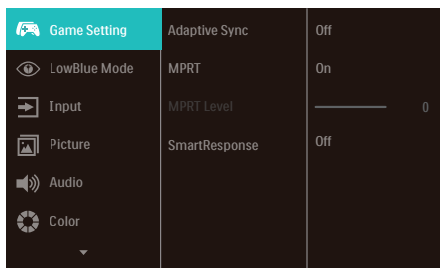 Game Setting Adaptive Sync Off
LowBlue Mode MPRT On
Input MPRT Level 0
Picture SmartResponse Off
Audio
Color